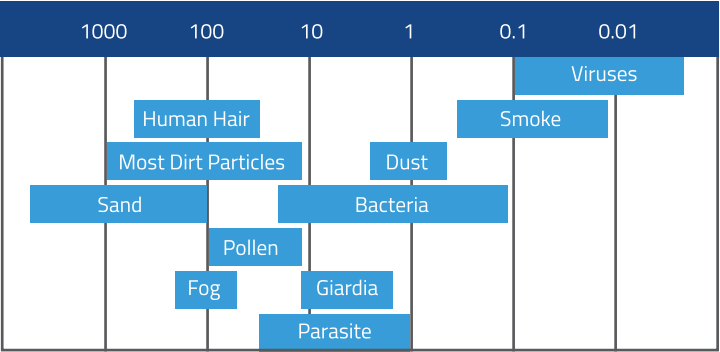 1000 100 10 1 0.1 0.01
Viruses
Human Hair Smoke
Most Dirt Particles Dust
Sand Bacteria
Pollen
Fog Giardia
Parasite